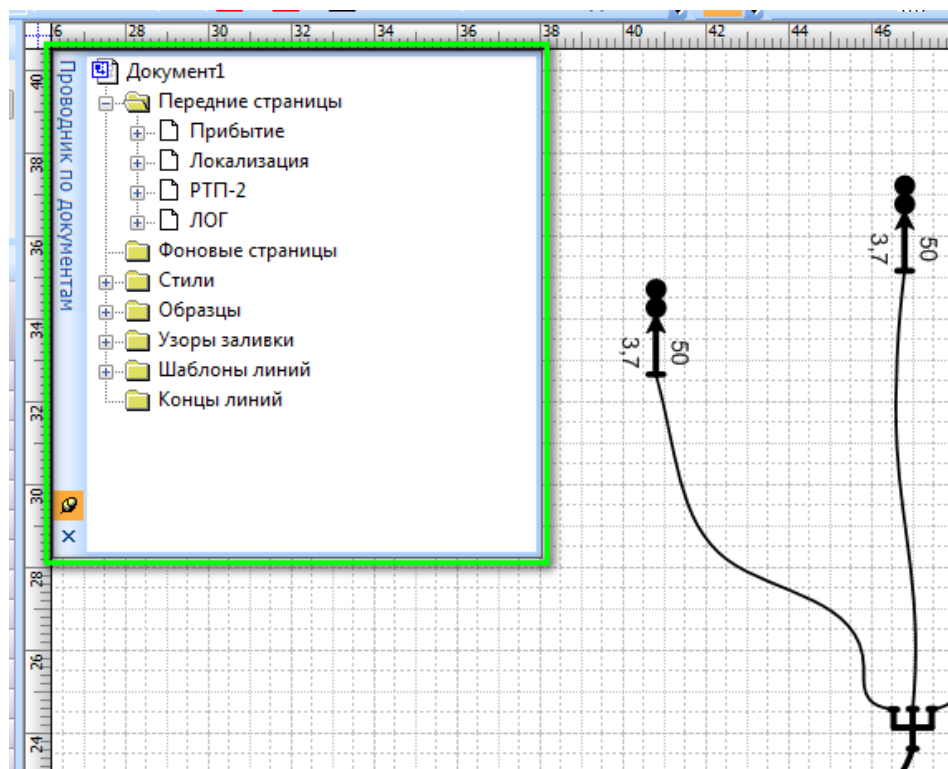 6 28 30 32 34 36 38 40 42 44 46
Проводник по документам
Документ1
Передние страницы
Прибытие
Локализация
РТП-2
ЛОГ
Фоновые страницы
Стили
Образцы
Узоры заливки
Шаблоны линий
Концы линий
40
38
36
34
32
30
28
26
24
3,7
50
3,7
50